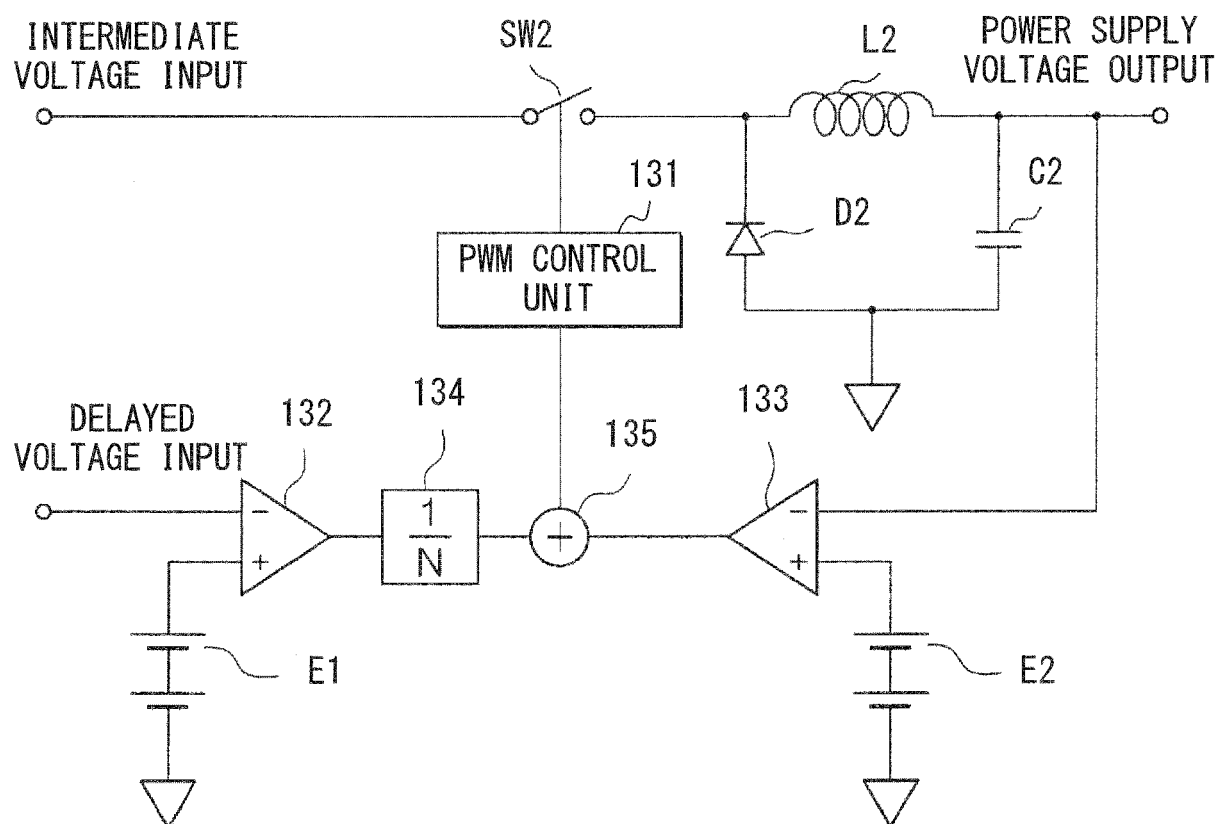 INTERMEDIATE
VOLTAGE INPUT
SW2
L2
POWER SUPPLY
VOLTAGE OUTPUT
131
D2
C2
PWM CONTROL
UNIT
DELAYED
VOLTAGE INPUT
132
134
135
133
−
+
1
N
+
−
+
E1
E2